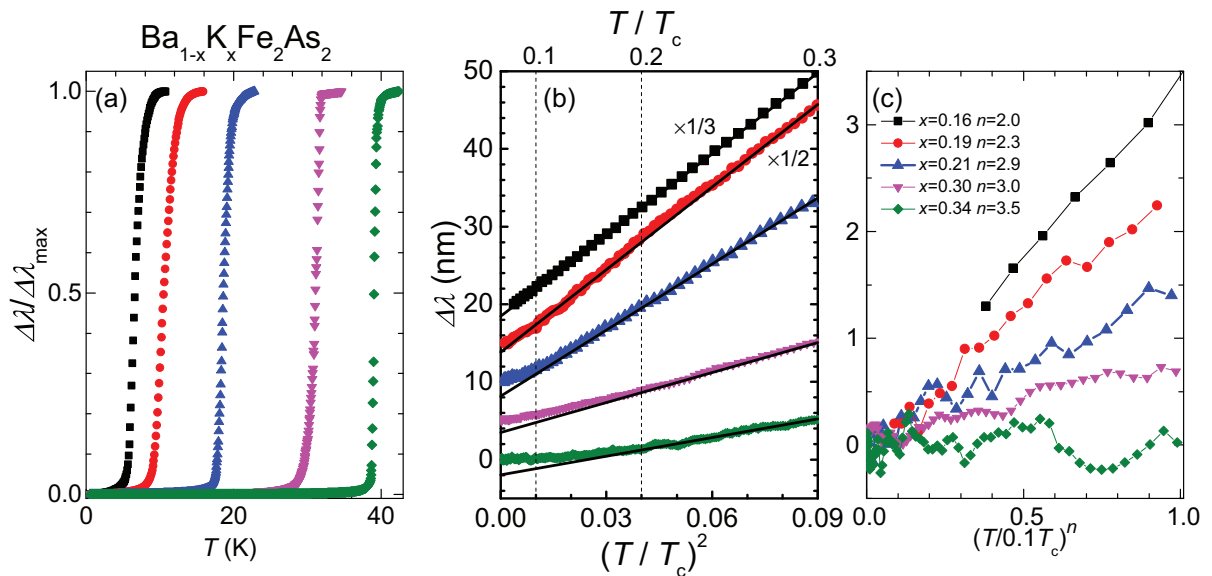 Ba1-xKxFe2As2
(a)
Δλ/Δλmax
1.0
0.5
0.0
0
20
40
T (K)
T / Tc
0.1
0.2
0.3
(b)
×1/3
×1/2
Δλ (nm)
50
40
30
20
10
0
0.00
0.03
0.06
0.09
(T / Tc)2
(c)
x=0.16 n=2.0
x=0.19 n=2.3
x=0.21 n=2.9
x=0.30 n=3.0
x=0.34 n=3.5
3
2
1
0
0.0
0.5
1.0
(T/0.1Tc)n